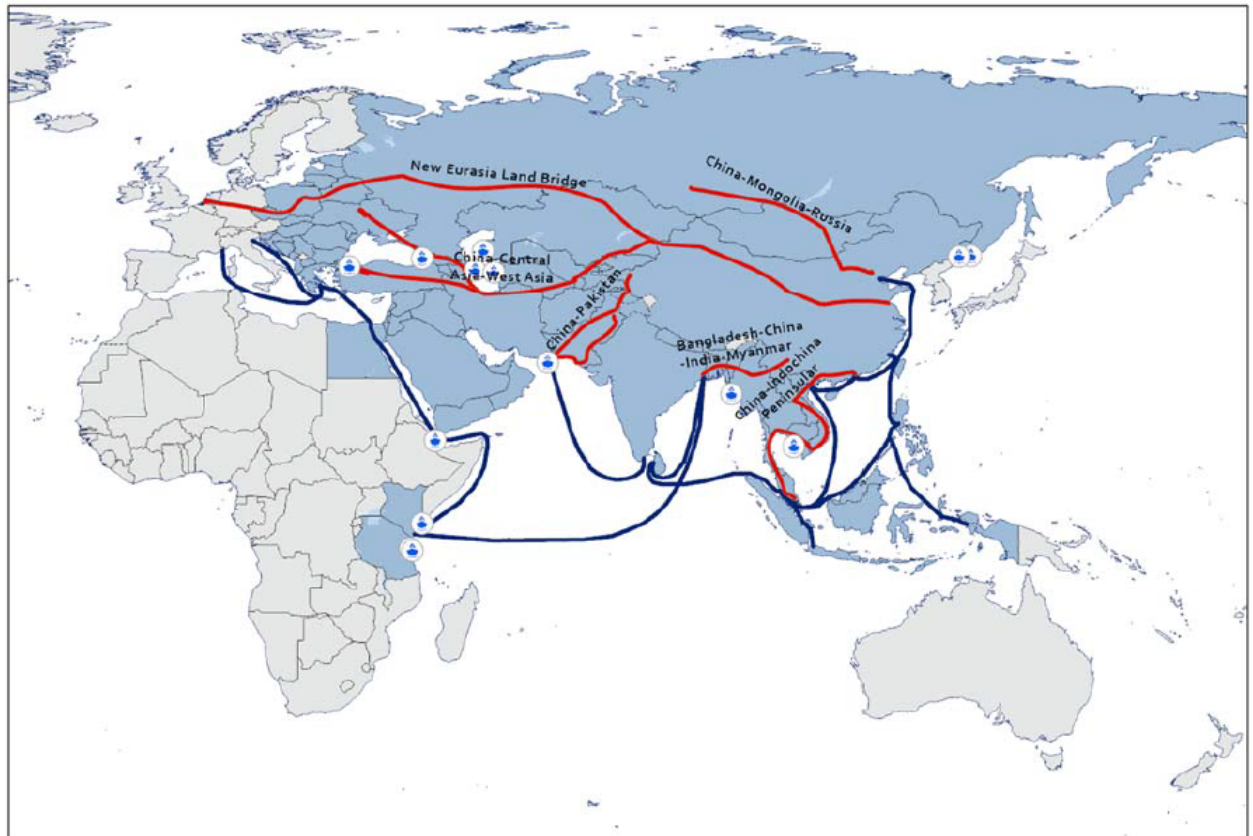 New Eurasia Land Bridge
China-Mongolia-Russia
China-Central
Asia-West Asia
China-Pakistan
Bangladesh-China
-India-Myanmar
China-Indochina
Peninsular